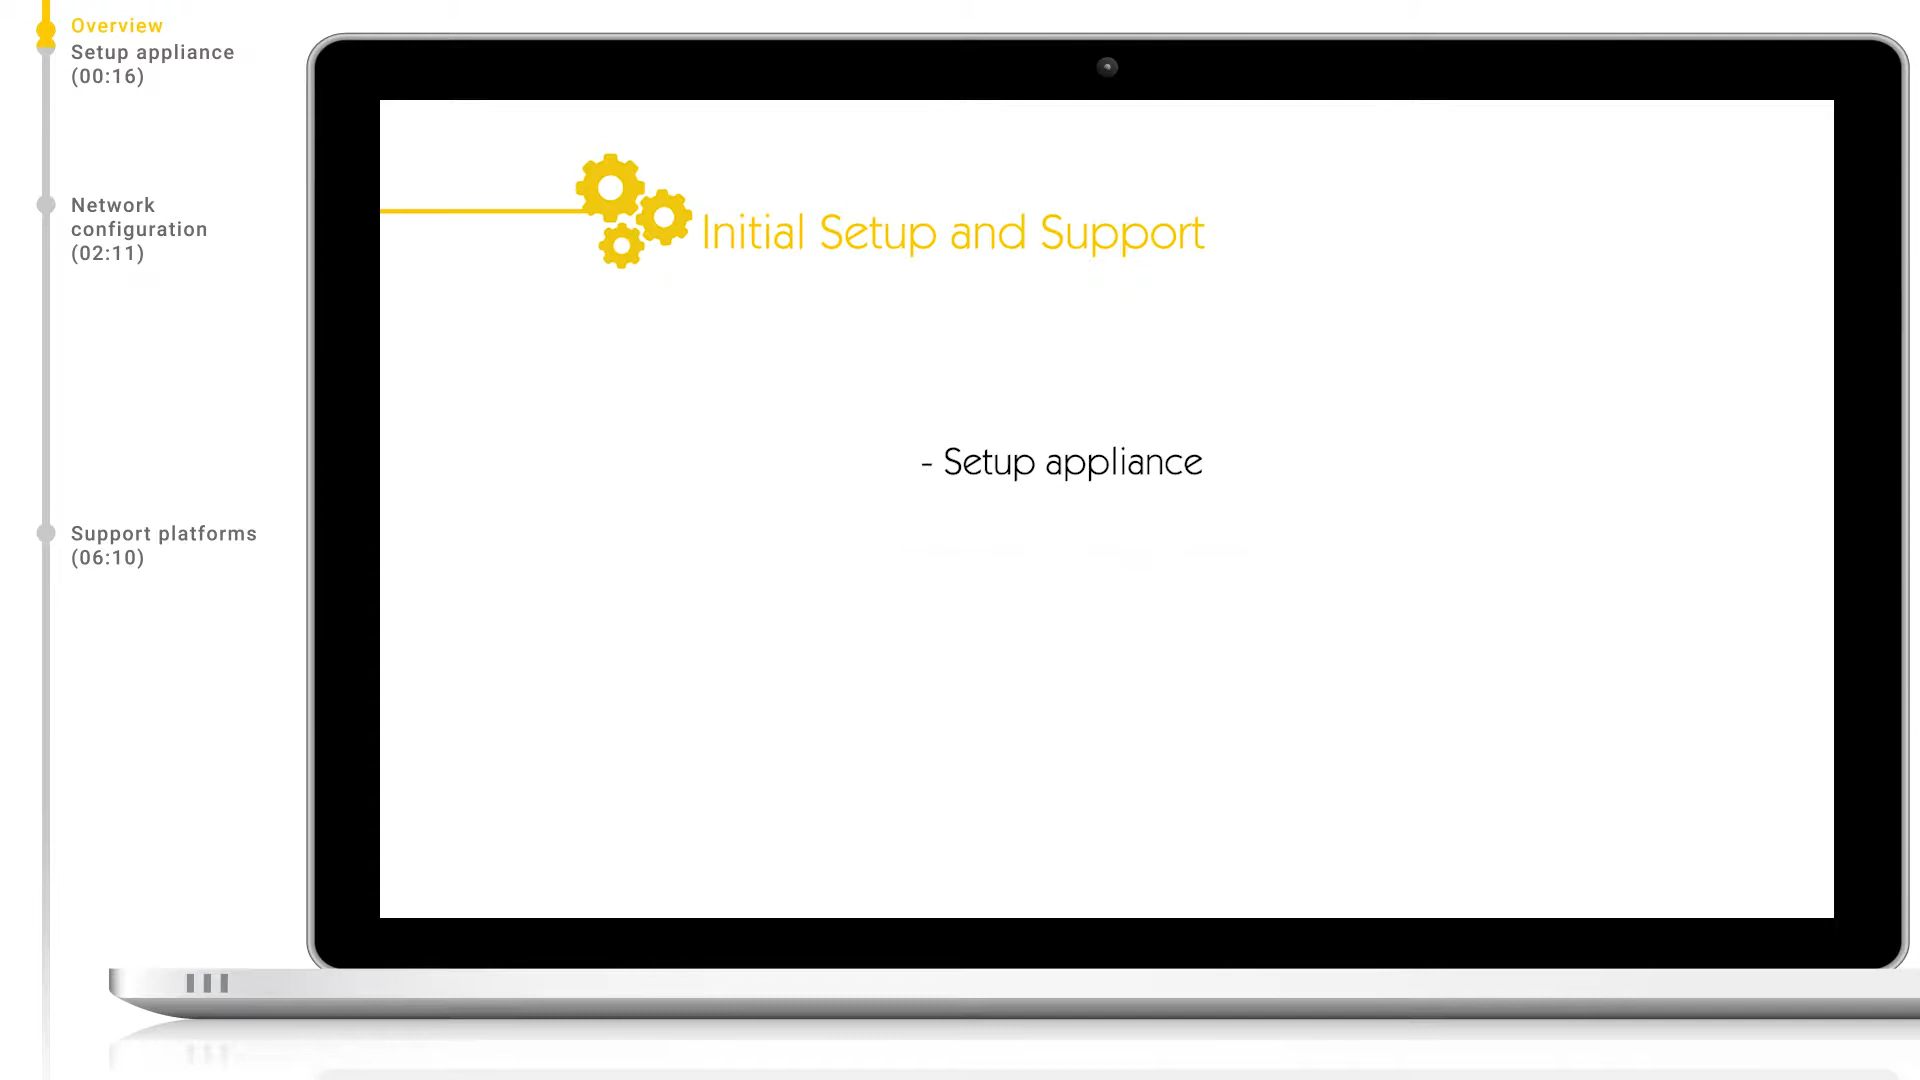 Overview
Setup appliance
(00:16)
Network
configuration
(02:11)
Support platforms
(06:10)
Initial Setup and Support
- Setup appliance